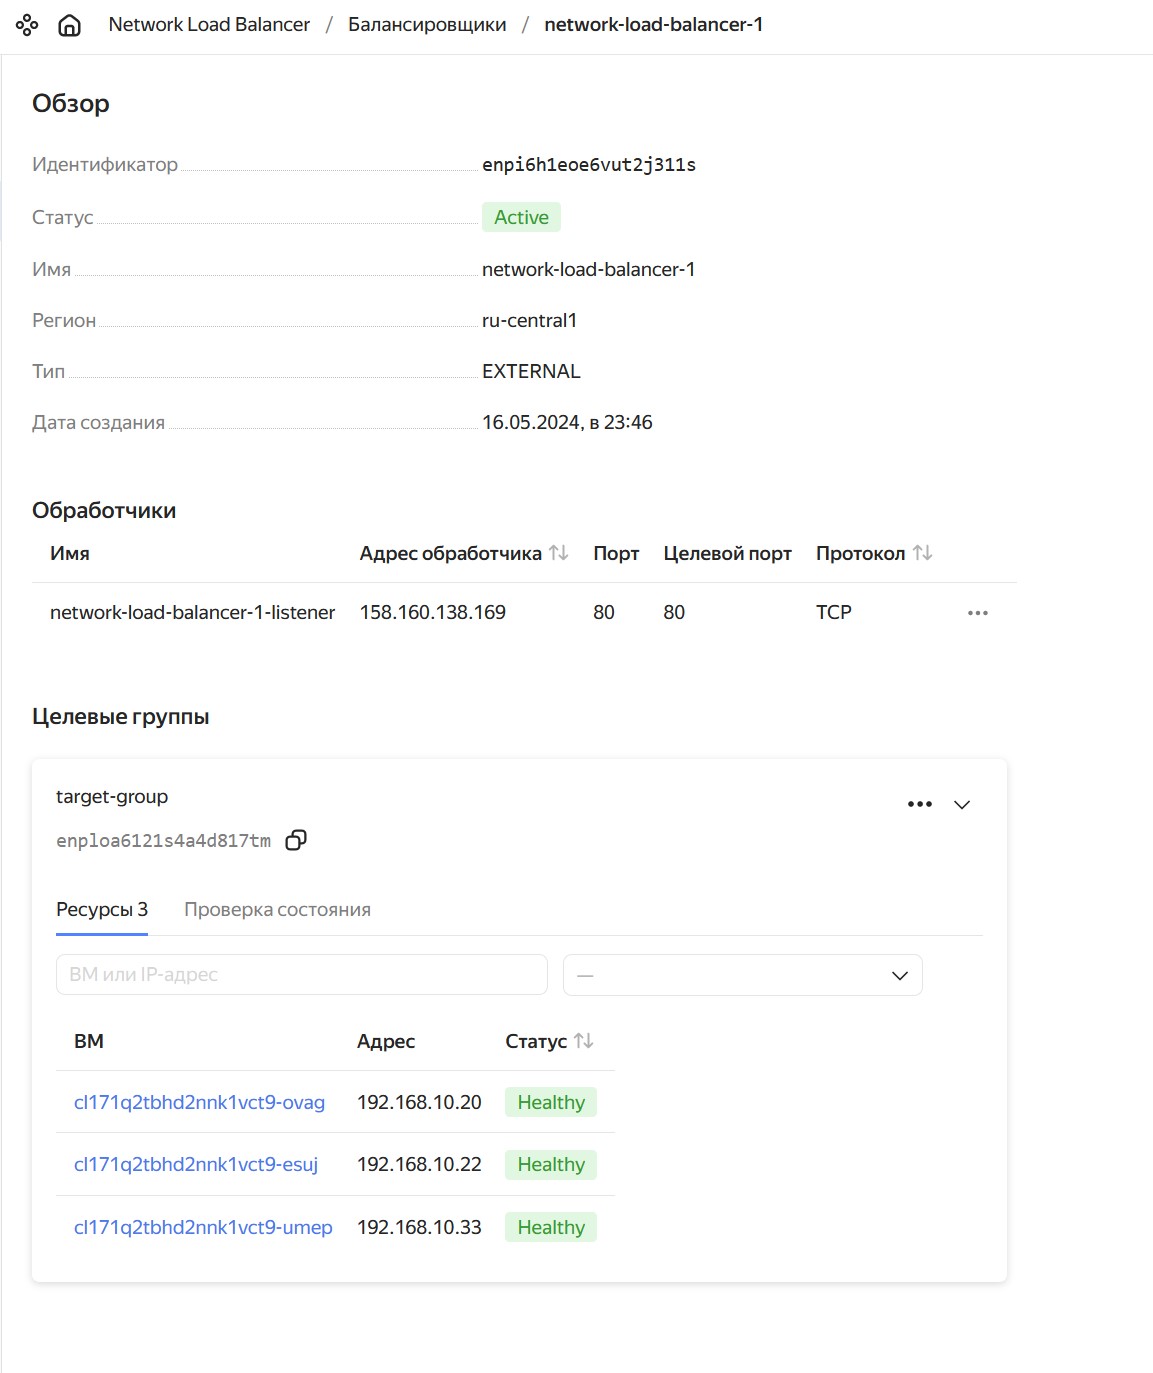 Network Load Balancer / Балансировщики / network-load-balancer-1
Обзор
Идентификатор enpi6h1eoe6vut2j311s
Статус Active
Имя network-load-balancer-1
Регион ru-central1
Тип EXTERNAL
Дата создания 16.05.2024, в 23:46
Обработчики
Имя Адрес обработчика Порт Целевой порт Протокол
network-load-balancer-1-listener 158.160.138.169 80 80 TCP
Целевые группы
target-group
enploa6121s4a4d817tm
Ресурсы 3 Проверка состояния
ВМ или IP-адрес —
ВМ Адрес Статус
cl171q2tbhd2nnk1vct9-ovag 192.168.10.20 Healthy
cl171q2tbhd2nnk1vct9-esuj 192.168.10.22 Healthy
cl171q2tbhd2nnk1vct9-umep 192.168.10.33 Healthy